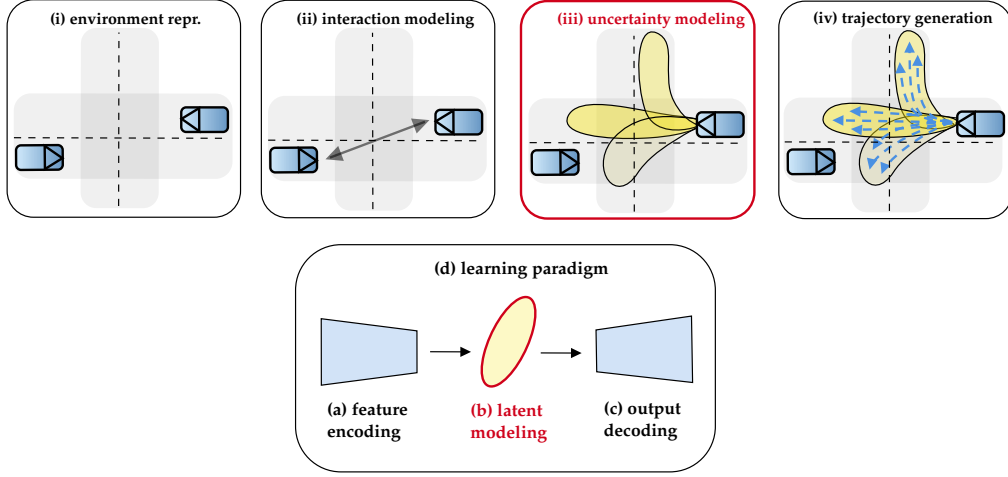 (i) environment repr.
(ii) interaction modeling
(iii) uncertainty modeling
(iv) trajectory generation
(d) learning paradigm
(a) feature
encoding
(b) latent
modeling
(c) output
decoding